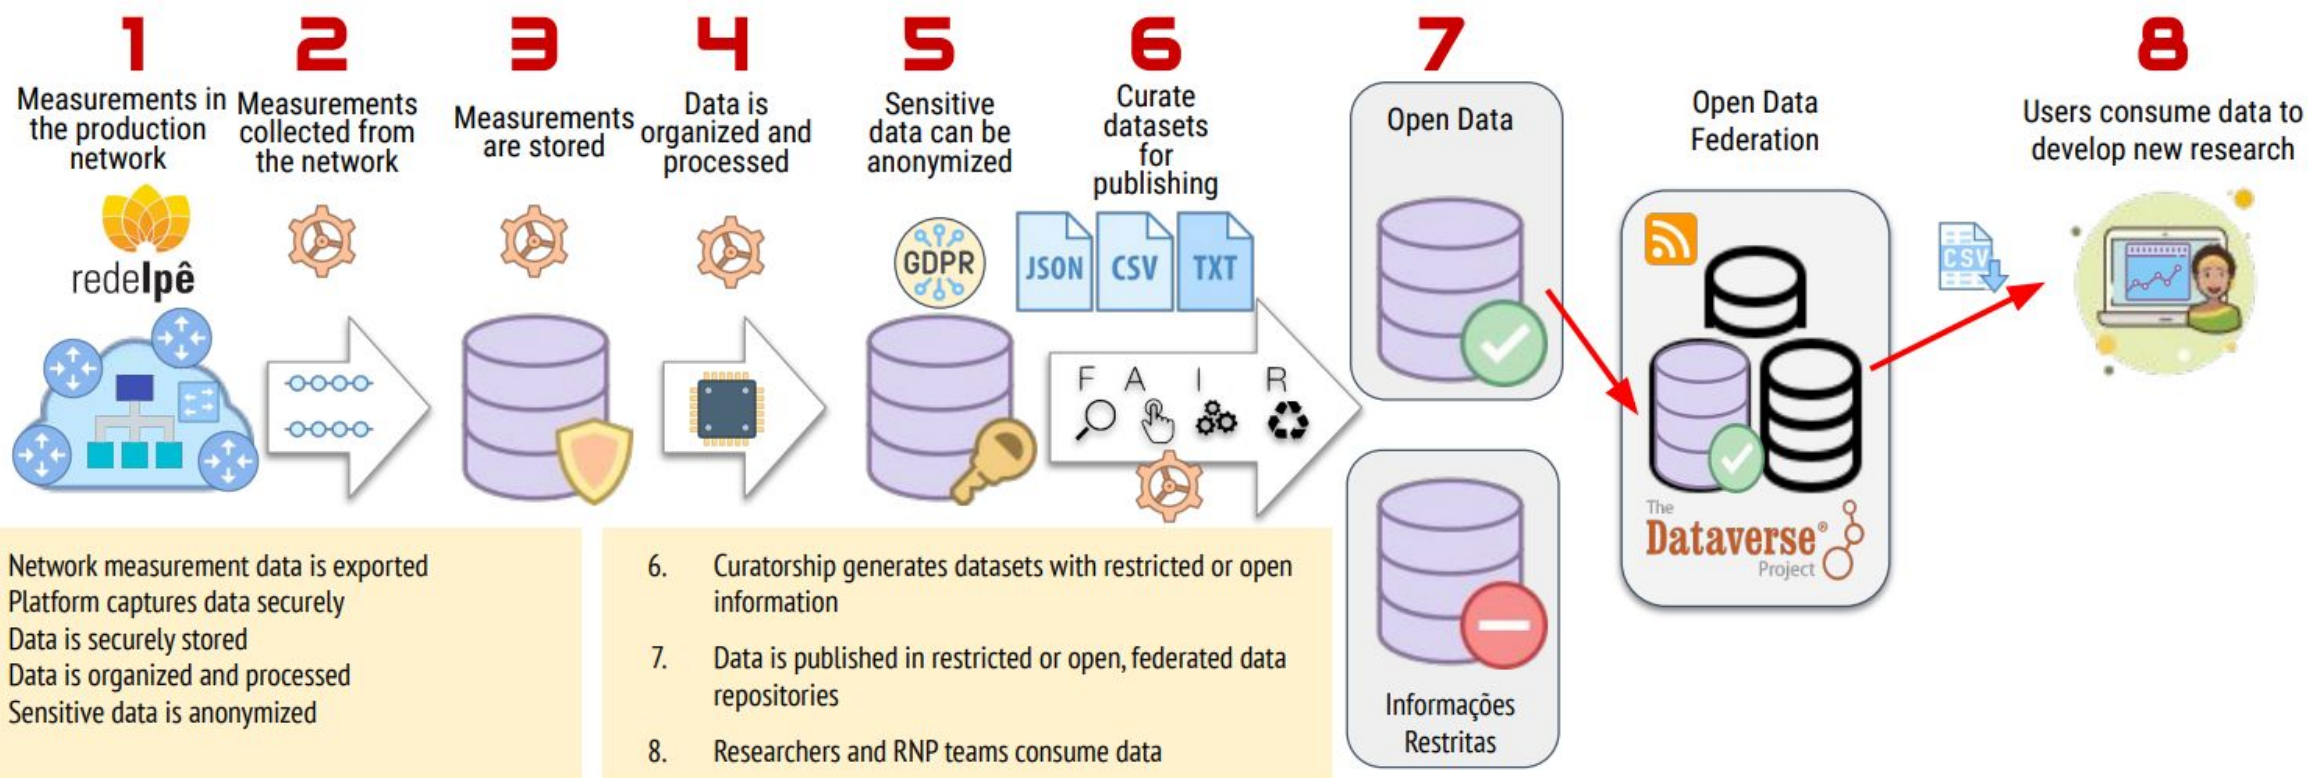 1
Measurements in
the production
network
redeIpê
2
Measurements
collected from
the network
3
Measurements
are stored
4
Data is
organized and
processed
5
Sensitive
data can be
anonymized
GDPR
6
Curate
datasets
for
publishing
JSON CSV TXT
F A I R
7
Open Data
Informações
Restritas
Open Data
Federation
The
Dataverse®
Project
CSV
8
Users consume data to
develop new research
Network measurement data is exported
Platform captures data securely
Data is securely stored
Data is organized and processed
Sensitive data is anonymized
6. Curatorship generates datasets with restricted or open
information
7. Data is published in restricted or open, federated data
repositories
8. Researchers and RNP teams consume data